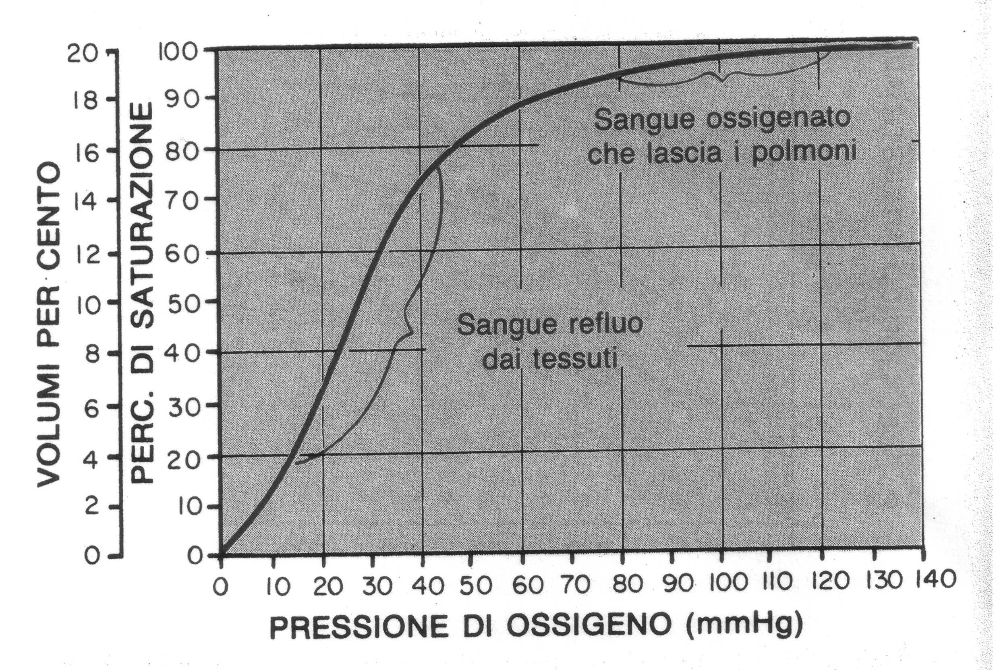 VOLUMI PER CENTO
20
18
16
14
12
10
8
6
4
2
0
PERC. DI SATURAZIONE
100
90
80
70
60
50
40
30
20
10
0
Sangue ossigenato
che lascia i polmoni
Sangue refluo
dai tessuti
0 10 20 30 40 50 60 70 80 90 100 110 120 130 140
PRESSIONE DI OSSIGENO (mmHg)